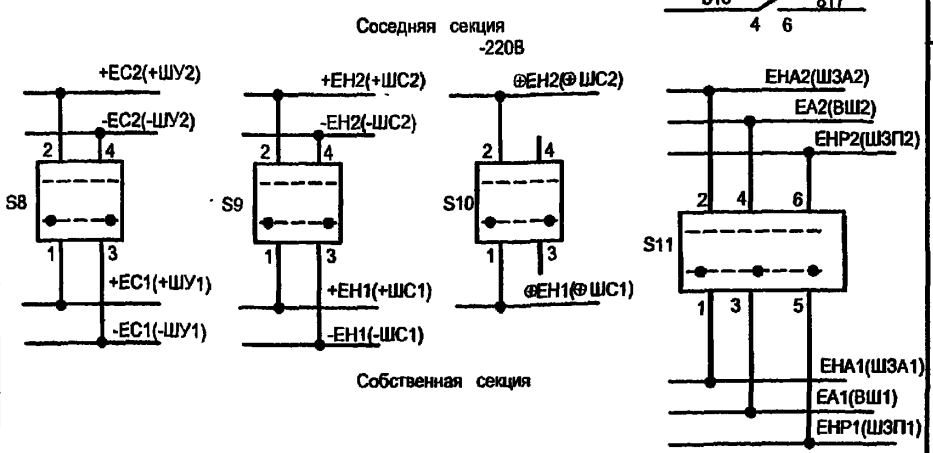 4 6
Соседняя секция
-220В
+ЕС2(+ШУ2)
-ЕС2(-ШУ2)
2 4
S8
1 3
+ЕС1(+ШУ1)
-ЕС1(-ШУ1)
+ЕН2(+ШС2)
-ЕН2(-ШС2)
2 4
S9
1 3
+ЕН1(+ШС1)
-ЕН1(-ШС1)
⊕ЕН2(⊕ШС2)
2 4
S10
1 3
⊕ЕН1(⊕ШС1)
ЕНА2(ШЗА2)
ЕА2(ВШ2)
ЕНР2(ШЗП2)
2 4 6
S11
1 3 5
ЕНА1(ШЗА1)
ЕА1(ВШ1)
ЕНР1(ШЗП1)
Собственная секция